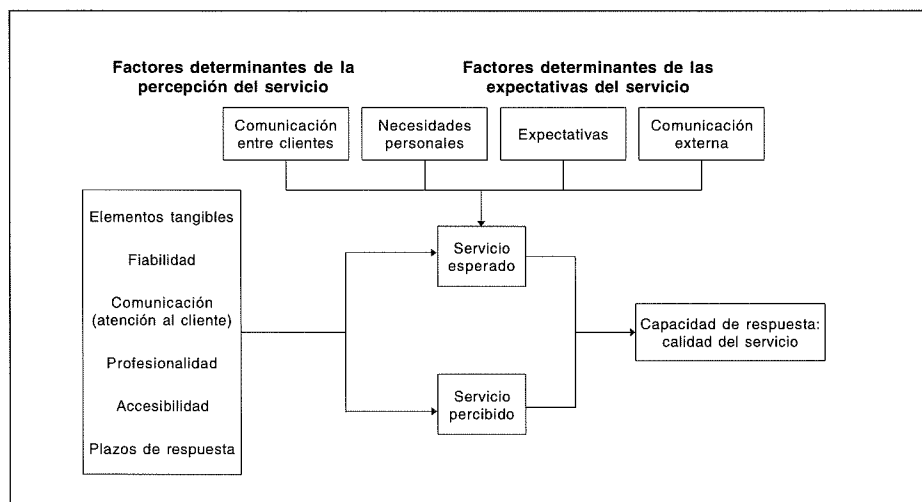 Factores determinantes de la
percepción del servicio
Factores determinantes de las
expectativas del servicio
Comunicación
entre clientes
Necesidades
personales
Expectativas
Comunicación
externa
Elementos tangibles
Fiabilidad
Comunicación
(atención al cliente)
Profesionalidad
Accesibilidad
Plazos de respuesta
Servicio
esperado
Servicio
percibido
Capacidad de respuesta:
calidad del servicio